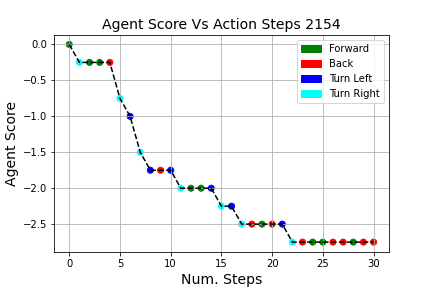 Agent Score Vs Action Steps 2154
Agent Score
0.0
−0.5
−1.0
−1.5
−2.0
−2.5
Forward
Back
Turn Left
Turn Right
0 5 10 15 20 25 30
Num. Steps